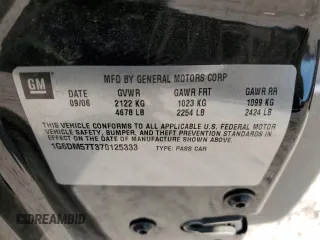 GM
MFD BY GENERAL MOTORS CORP
DATE GVWR GAWR FRT GAWR RR
09/06 2122 KG 1023 KG 1099 KG
4678 LB 2254 LB 2424 LB
THIS VEHICLE CONFORMS TO ALL APPLICABLE U.S. FEDERAL MOTOR
VEHICLE SAFETY, BUMPER, AND THEFT PREVENTION STANDARDS IN
EFFECT ON THE DATE OF MANUFACTURE SHOWN ABOVE.
1G6DM57T370125333 TYPE: PASS CAR